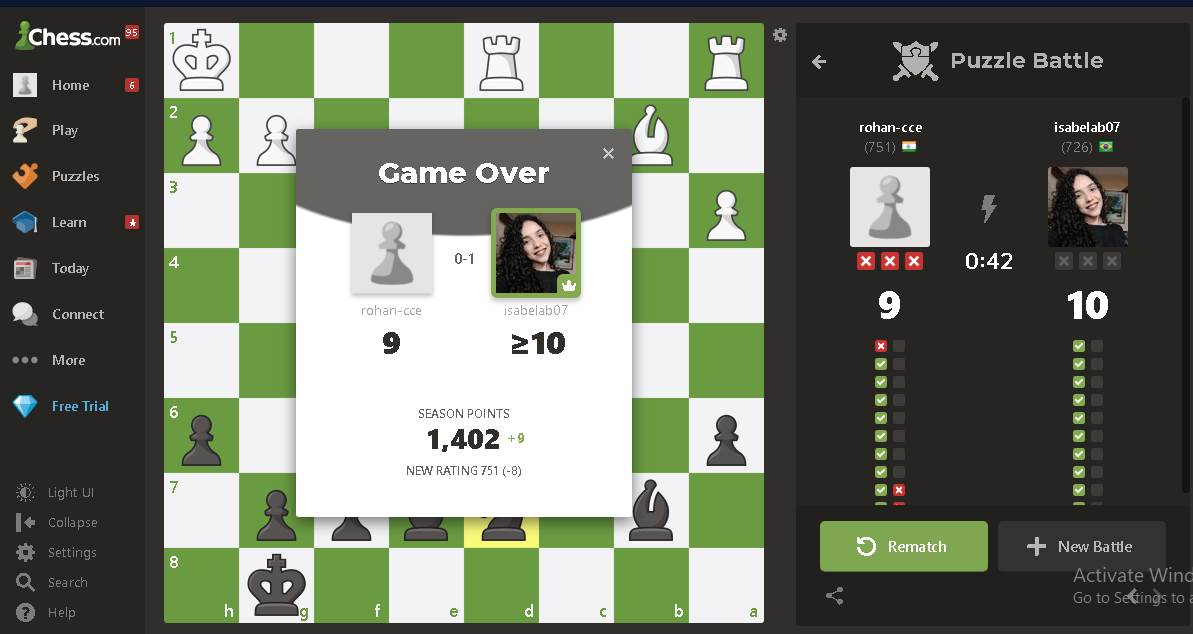 Chess.com 95
Home 6
Play
Puzzles
Learn
Today
Connect
More
Free Trial
Light UI
Collapse
Settings
Search
Help
1
2
3
4
5
6
7
8
h g f e d c b a
Game Over
0-1
rohan-cce isabelab07
9 ≥10
SEASON POINTS
1,402 +9
NEW RATING 751 (-8)
Puzzle Battle
rohan-cce isabelab07
(751) (726)
0:42
9 10
Rematch
New Battle
Activate Wind
Go to Settings to a